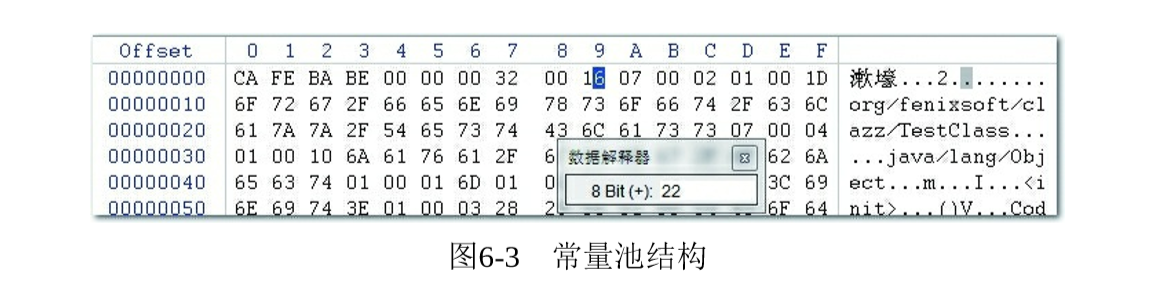 Offset 0 1 2 3 4 5 6 7 8 9 A B C D E F
00000000 CA FE BA BE 00 00 00 32 00 16 07 00 02 01 00 1D 漖壕...2........
00000010 6F 72 67 2F 66 65 6E 69 78 73 6F 66 74 2F 63 6C org/fenixsoft/cl
00000020 61 7A 7A 2F 54 65 73 74 43 6C 61 73 73 07 00 04 azz/TestClass...
00000030 01 00 10 6A 61 76 61 2F 6 数据解释器 62 6A ...java/lang/Obj
00000040 65 63 74 01 00 01 6D 01 0 8 Bit (+): 22 3C 69 ect...m...I...<i
00000050 6E 69 74 3E 01 00 03 28 2 6F 64 nit>...()V...Cod
图6-3 常量池结构